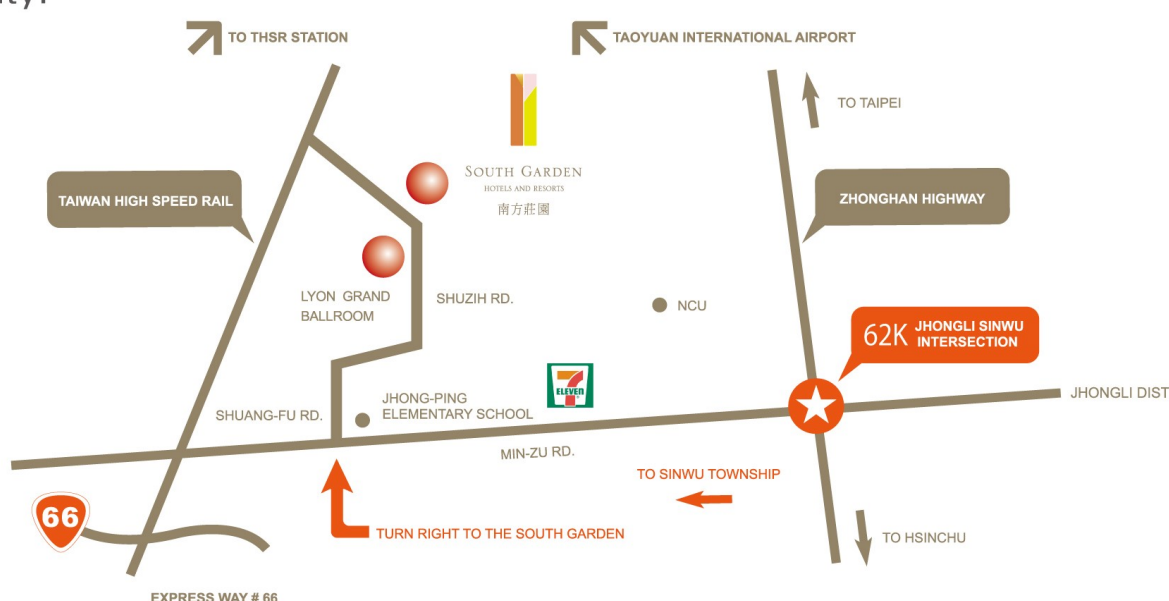 TO THSR STATION
TAOYUAN INTERNATIONAL AIRPORT
TO TAIPEI
SOUTH GARDEN
HOTELS AND RESORTS
南方莊園
TAIWAN HIGH SPEED RAIL
ZHONGHAN HIGHWAY
LYON GRAND
BALLROOM
SHUZIH RD.
NCU
62K JHONGLI SINWU
INTERSECTION
7
ELEVEN
JHONGLI DIST
JHONG-PING
ELEMENTARY SCHOOL
SHUANG-FU RD.
MIN-ZU RD.
TO SINWU TOWNSHIP
66
TURN RIGHT TO THE SOUTH GARDEN
TO HSINCHU
EXPRESS WAY # 66